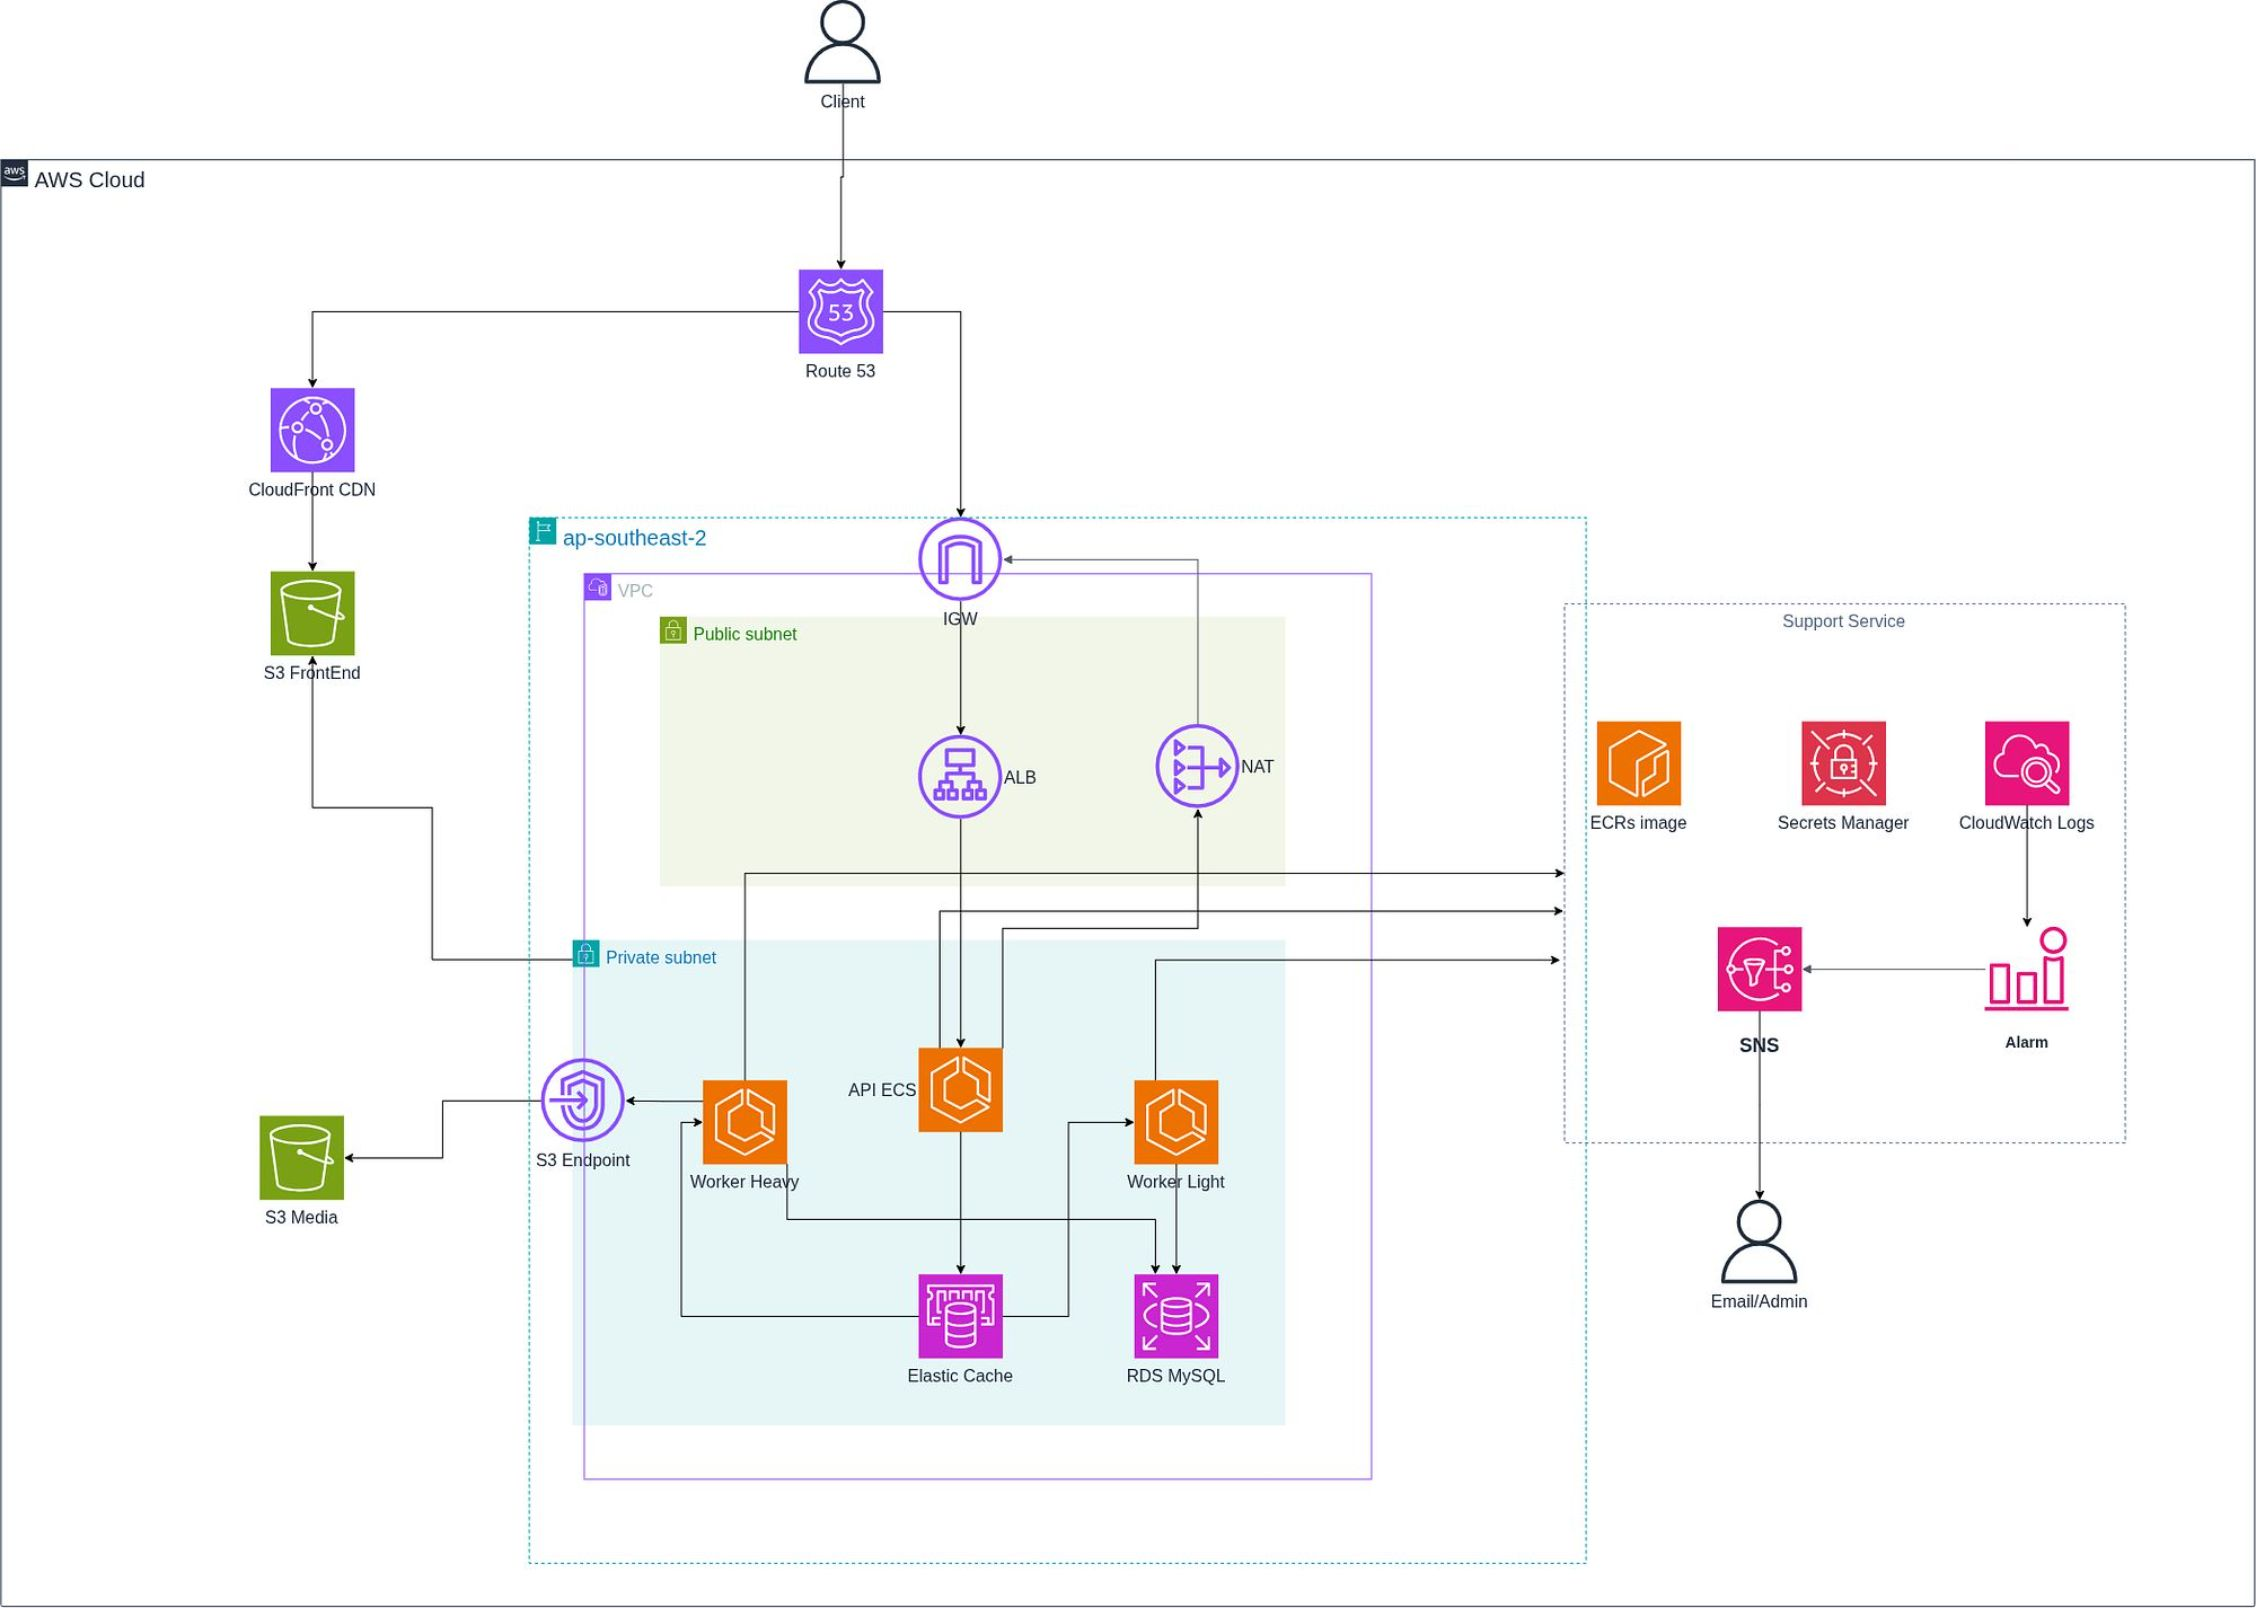 Client
aws
AWS Cloud
53
Route 53
CloudFront CDN
ap-southeast-2
VPC
IGW
Public subnet
Support Service
S3 FrontEnd
ALB
NAT
ECRs image
Secrets Manager
CloudWatch Logs
Private subnet
SNS
Alarm
API ECS
S3 Endpoint
Worker Heavy
Worker Light
S3 Media
Email/Admin
Elastic Cache
RDS MySQL